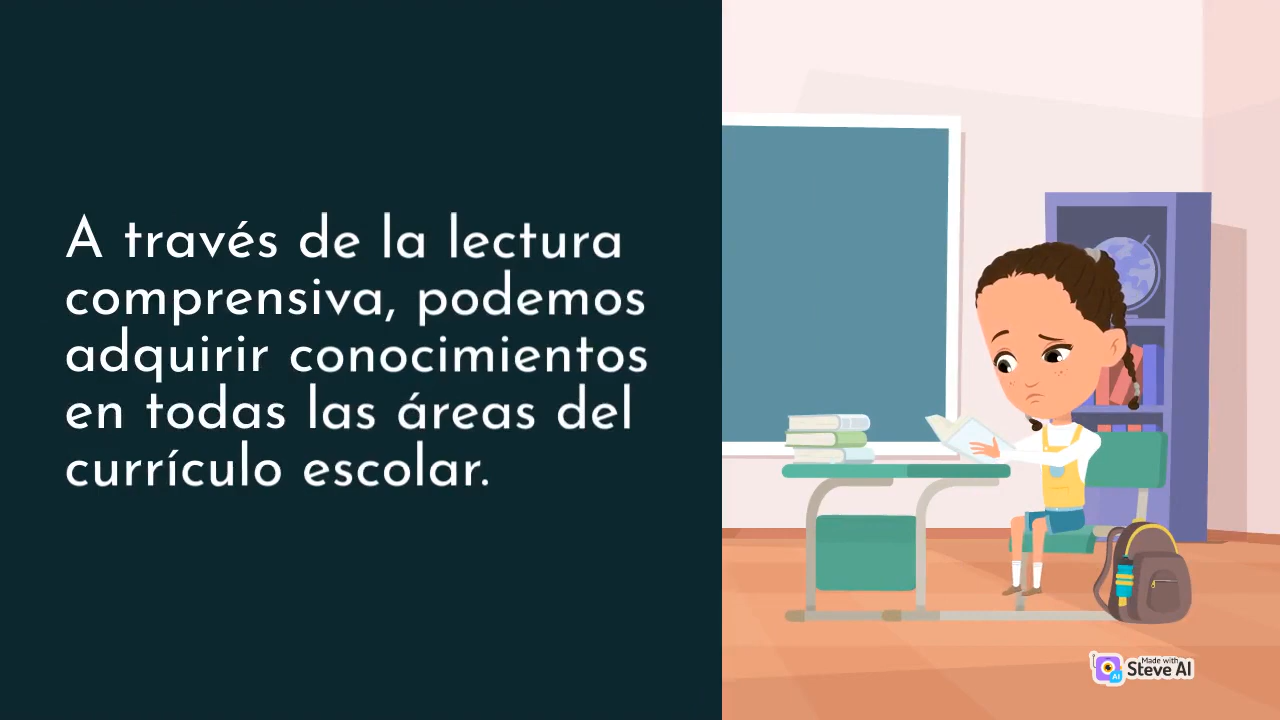 A través de la lectura
comprensiva, podemos
adquirir conocimientos
en todas las áreas del
currículo escolar.
Made with
Steve AI
AI